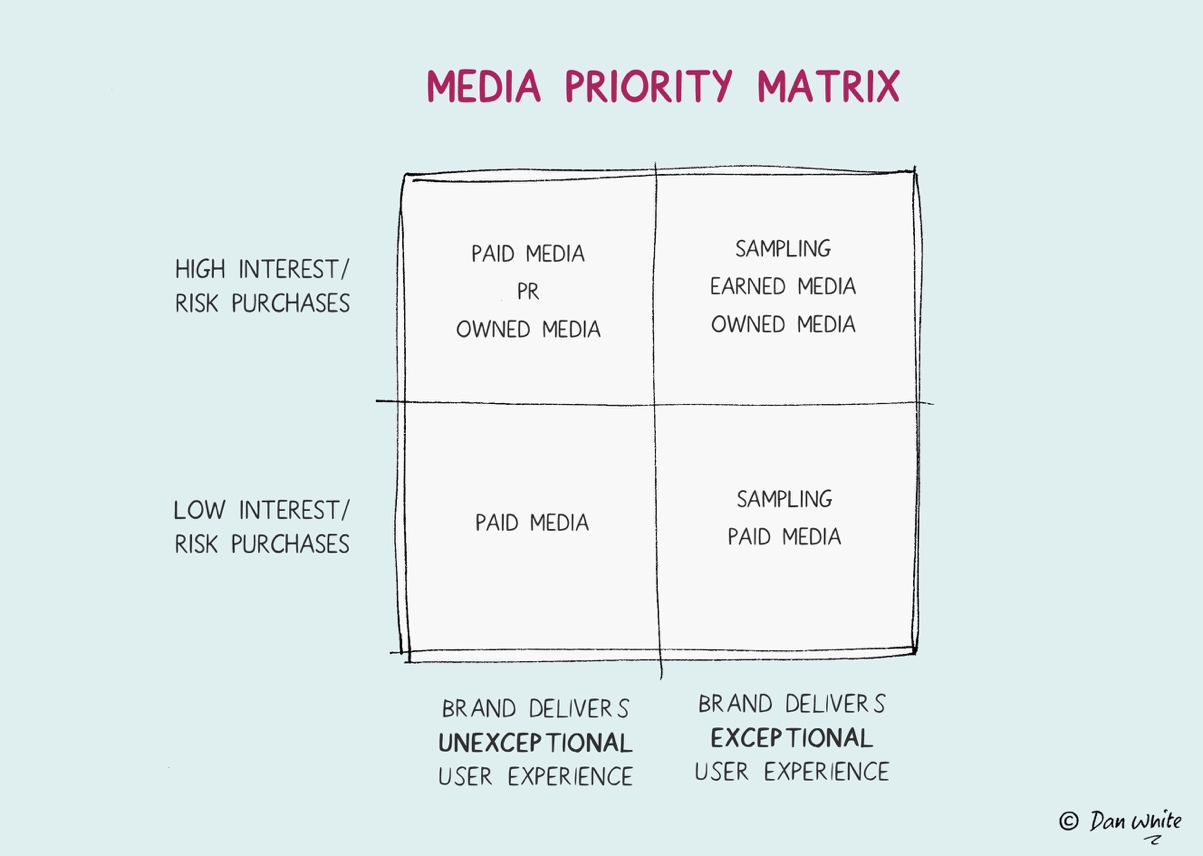 MEDIA PRIORITY MATRIX
HIGH INTEREST/
RISK PURCHASES
PAID MEDIA
PR
OWNED MEDIA
SAMPLING
EARNED MEDIA
OWNED MEDIA
LOW INTEREST/
RISK PURCHASES
PAID MEDIA
SAMPLING
PAID MEDIA
BRAND DELIVERS
UNEXCEPTIONAL
USER EXPERIENCE
BRAND DELIVERS
EXCEPTIONAL
USER EXPERIENCE
© Dan White